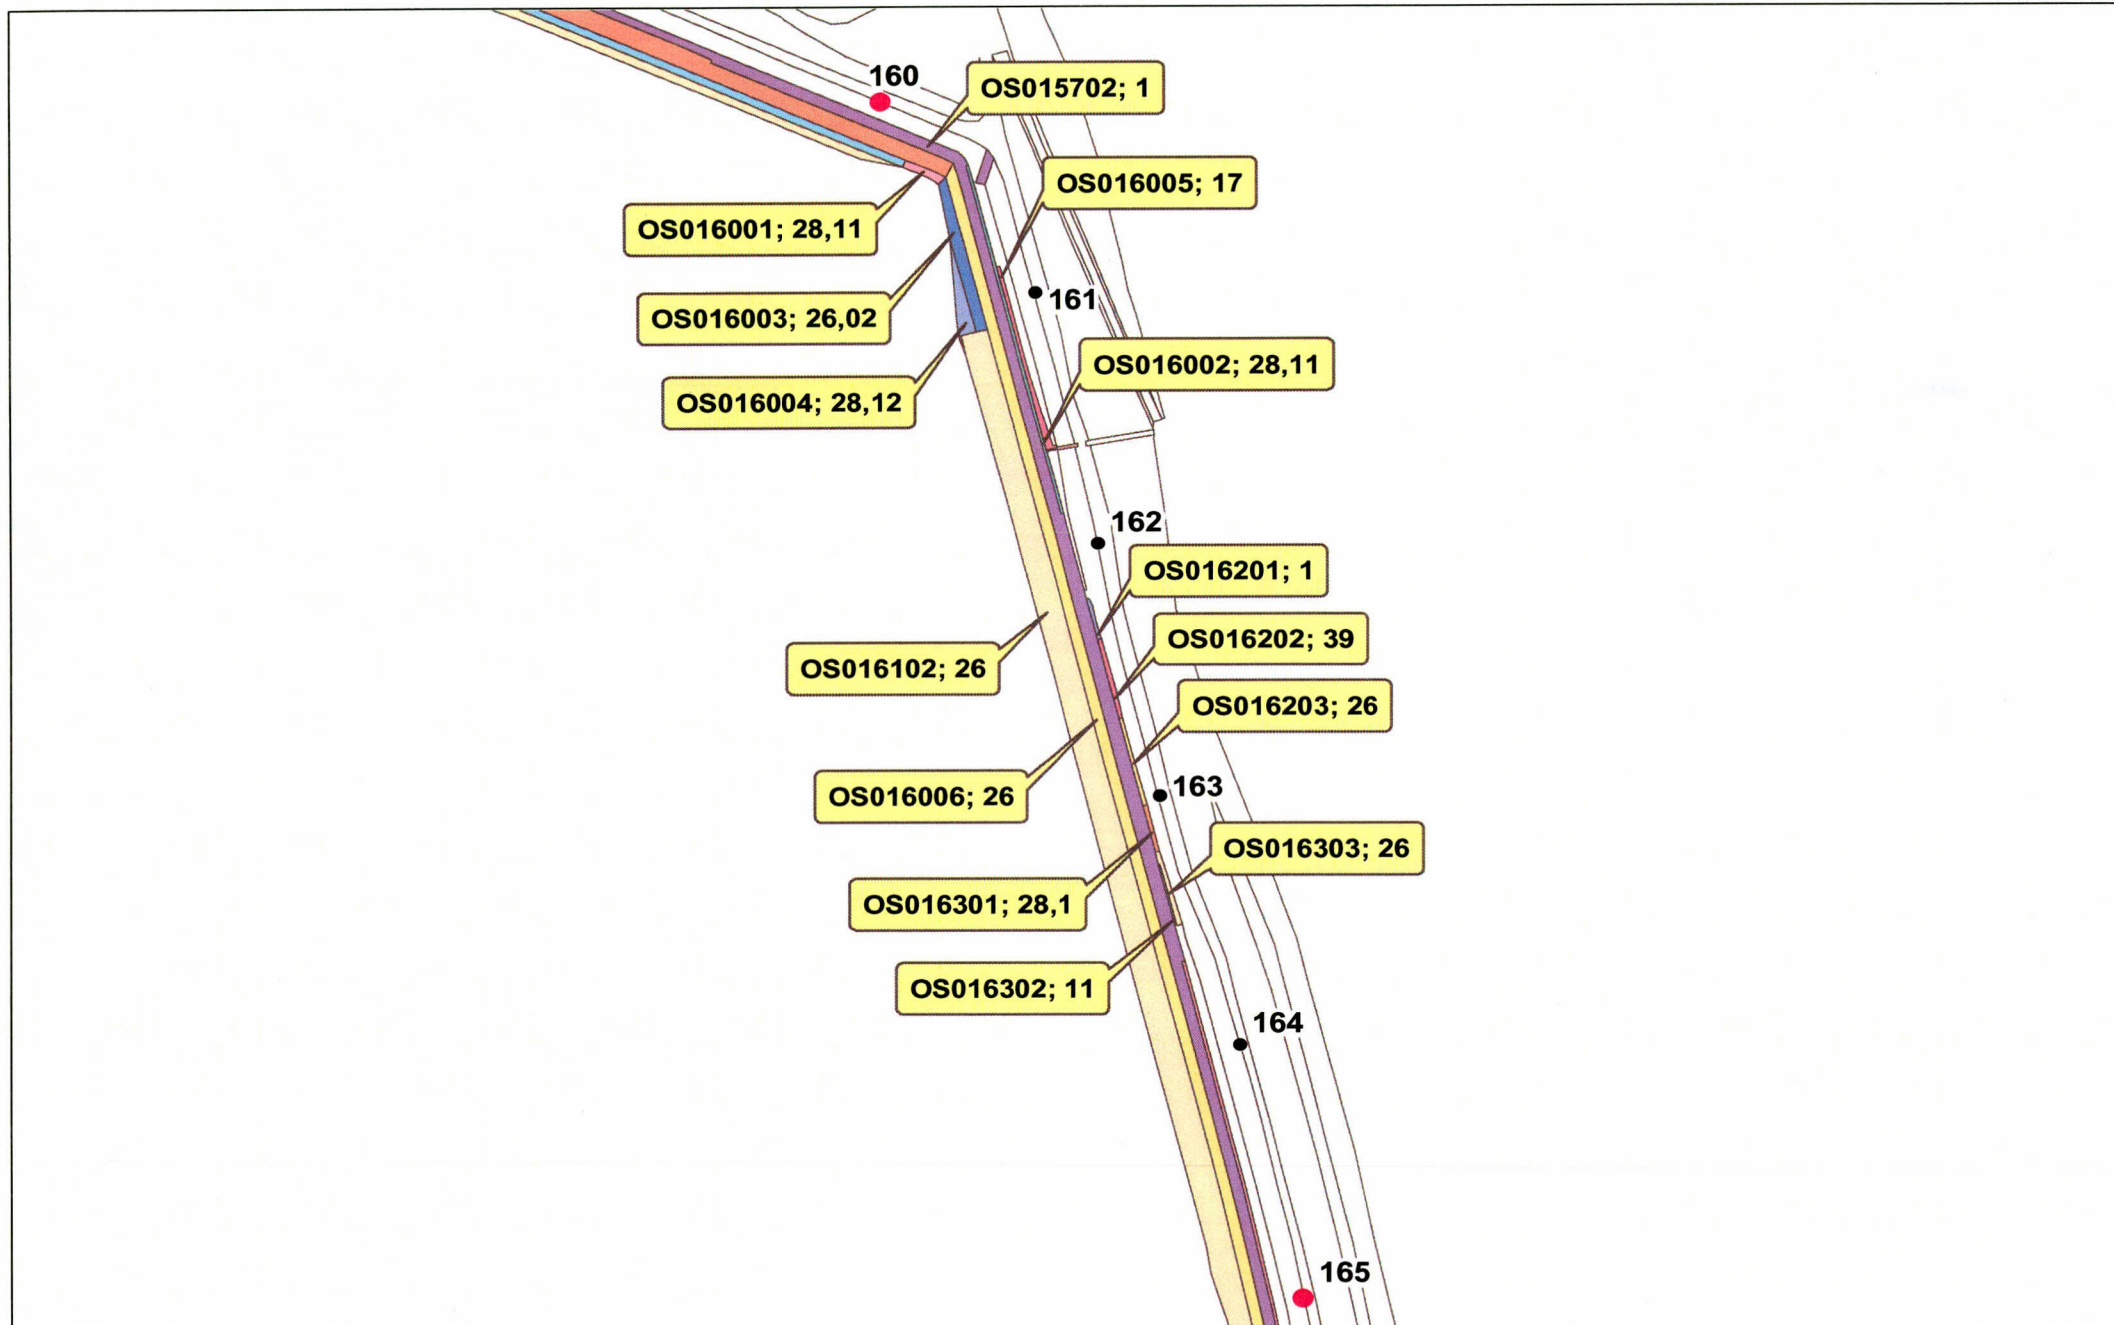 160
OS015702; 1
OS016005; 17
OS016001; 28,11
161
OS016003; 26,02
OS016002; 28,11
OS016004; 28,12
162
OS016201; 1
OS016202; 39
OS016102; 26
OS016203; 26
163
OS016006; 26
OS016303; 26
OS016301; 28,1
OS016302; 11
164
165